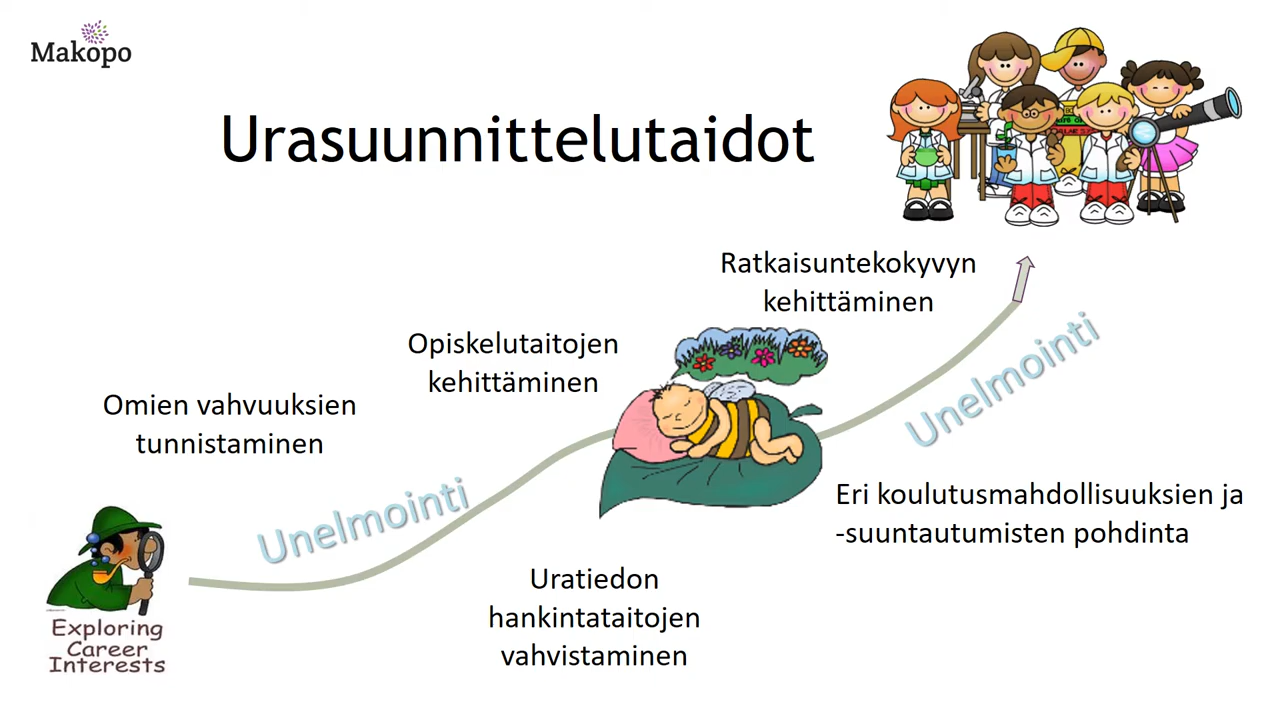 Makopo
Urasuunnittelutaidot
Ratkaisuntekokyvyn
kehittäminen
Opiskelutaitojen
kehittäminen
Omien vahvuuksien
tunnistaminen
Unelmointi
Unelmointi
Eri koulutusmahdollisuuksien ja
-suuntautumisten pohdinta
Uratiedon
hankintataitojen
vahvistaminen
Exploring
Career
Interests